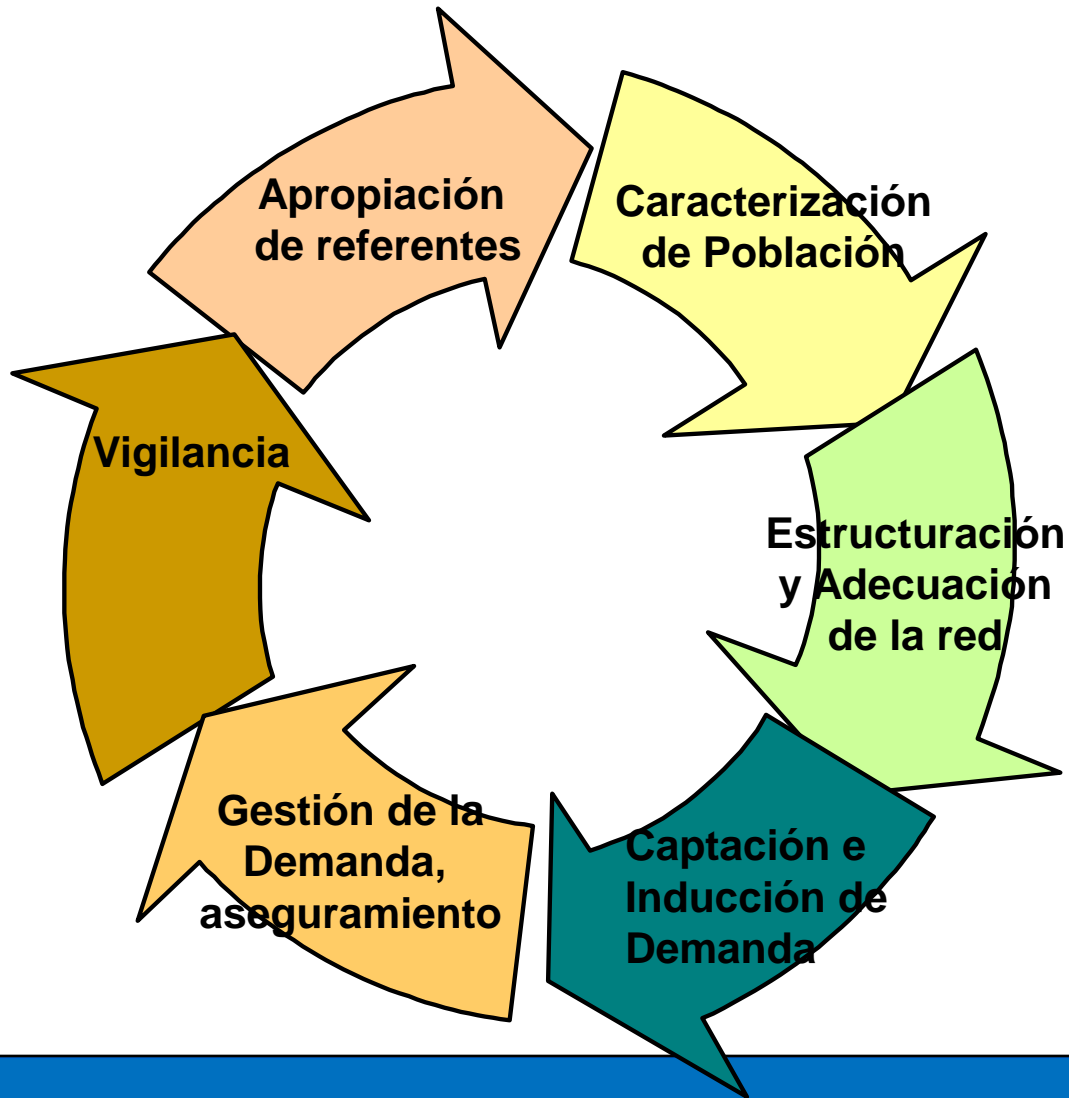 Apropiación
de referentes
Caracterización
de Población
Estructuración
y Adecuación
de la red
Captación e
Inducción de
Demanda
Gestión de la
Demanda,
aseguramiento
Vigilancia